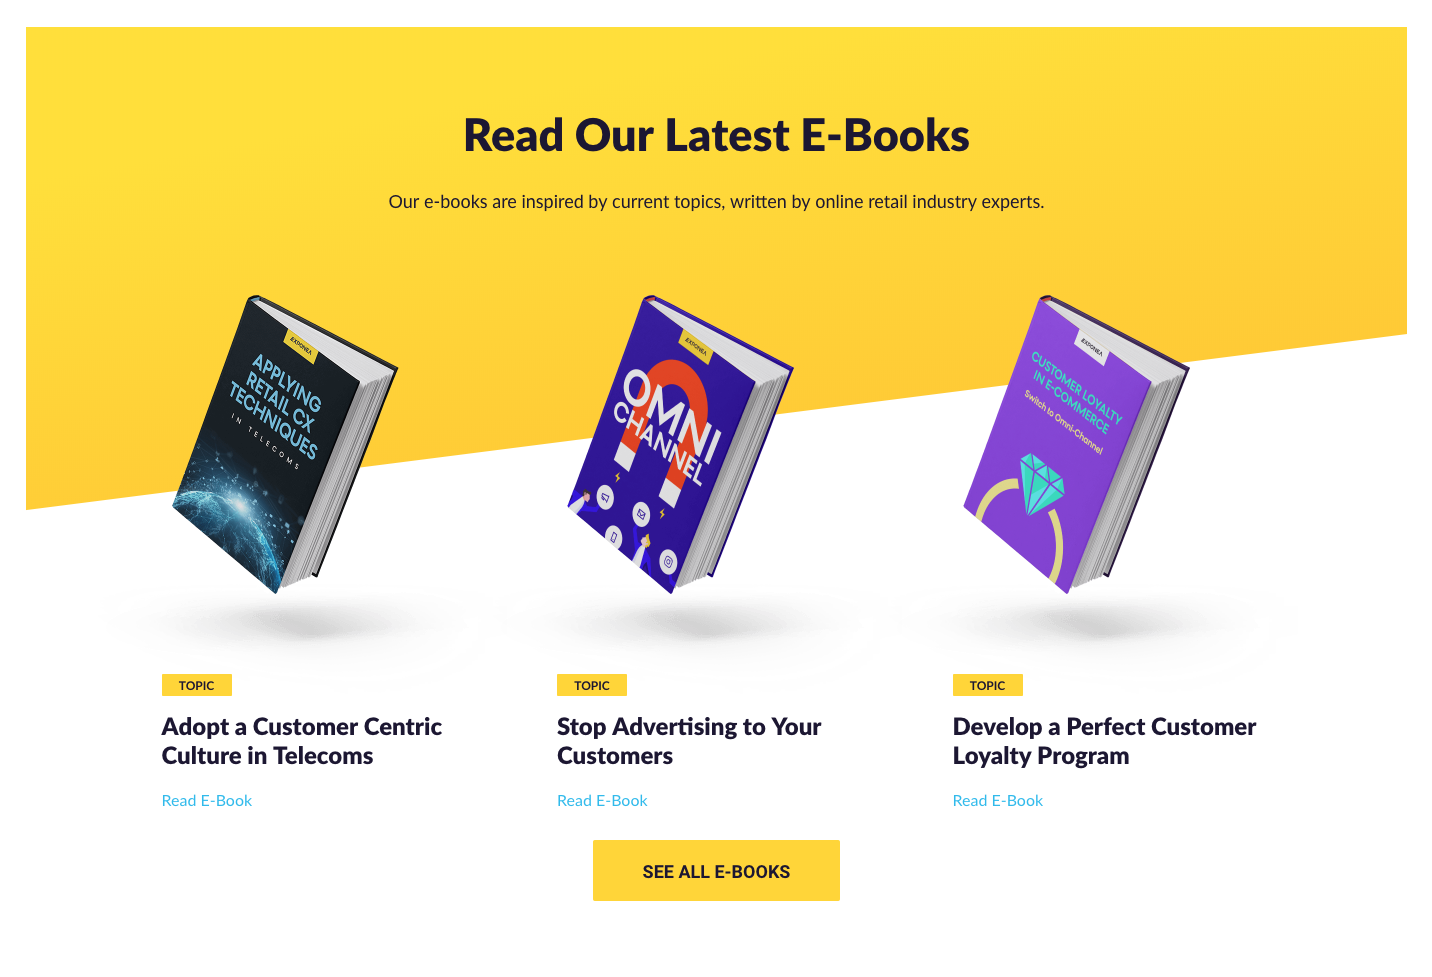 Read Our Latest E-Books
Our e-books are inspired by current topics, written by online retail industry experts.
EXPONEA
APPLYING
RETAIL CX
TECHNIQUES
IN TELECOMS
EXPONEA
OMNI
CHANNEL
EXPONEA
CUSTOMER LOYALTY
IN E-COMMERCE
Switch to Omni-Channel
TOPIC
Adopt a Customer Centric
Culture in Telecoms
Read E-Book
TOPIC
Stop Advertising to Your
Customers
Read E-Book
TOPIC
Develop a Perfect Customer
Loyalty Program
Read E-Book
SEE ALL E-BOOKS